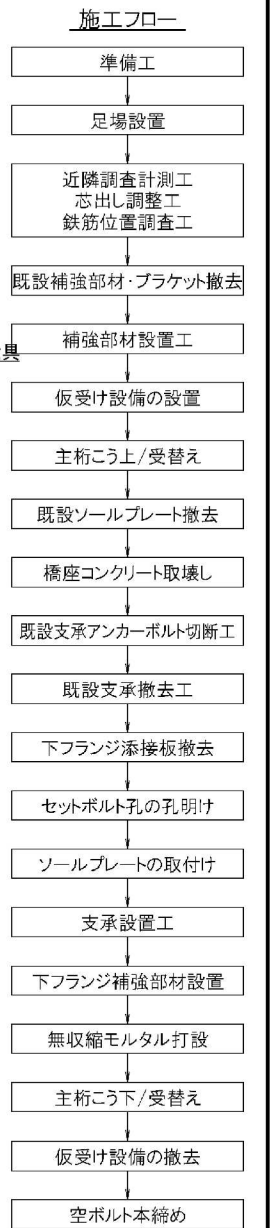 施工フロー
準備工
足場設置
近隣調査計測工
芯出し調整工
鉄筋位置調査工
既設補強部材・ブラケット撤去
補強部材設置工
具
仮受け設備の設置
主桁こう上/受替え
既設ソールプレート撤去
橋座コンクリート取壊し
既設支承アンカーボルト切断工
既設支承撤去工
下フランジ添接板撤去
セットボルト孔の孔明け
ソールプレートの取付け
支承設置工
下フランジ補強部材設置
無収縮モルタル打設
主桁こう下/受替え
仮受け設備の撤去
空ボルト本締め